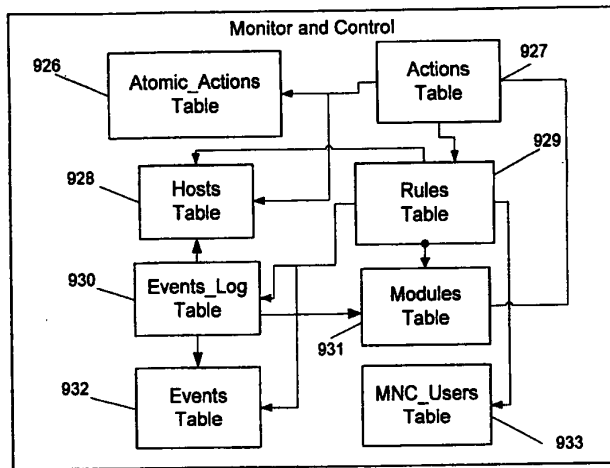 Monitor and Control
926
Atomic_Actions
Table
Actions
Table
927
928
Hosts
Table
Rules
Table
929
930
Events_Log
Table
Modules
Table
931
932
Events
Table
MNC_Users
Table
933